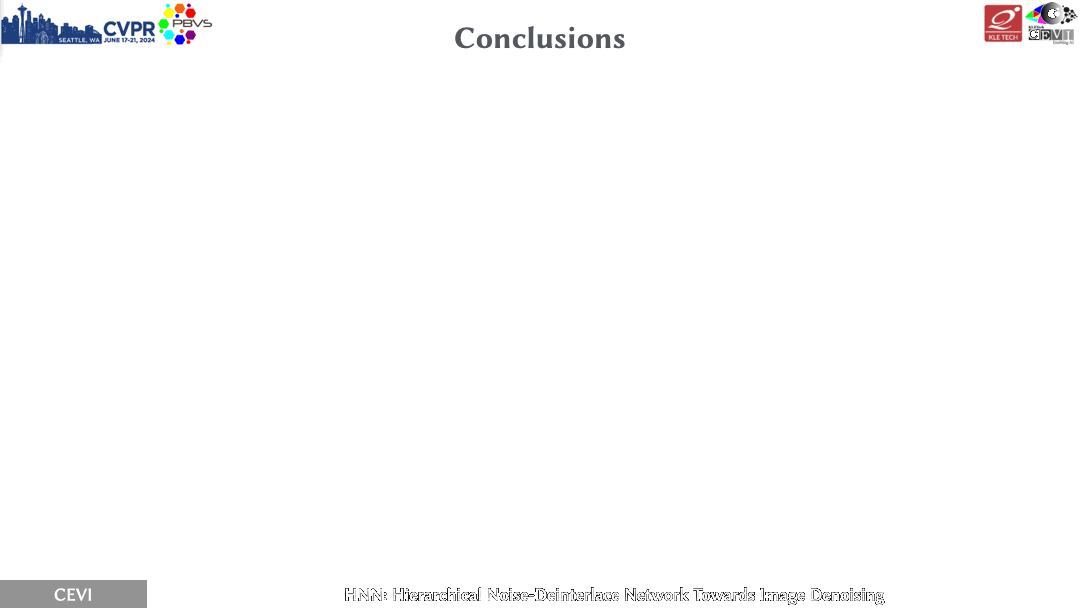 CVPR
SEATTLE, WA JUNE 17-21, 2024
PBVS
Conclusions
KLE TECH
CEVI
CEVI
HNN: Hierarchical Noise-Deinterlace Network Towards Image Denoising